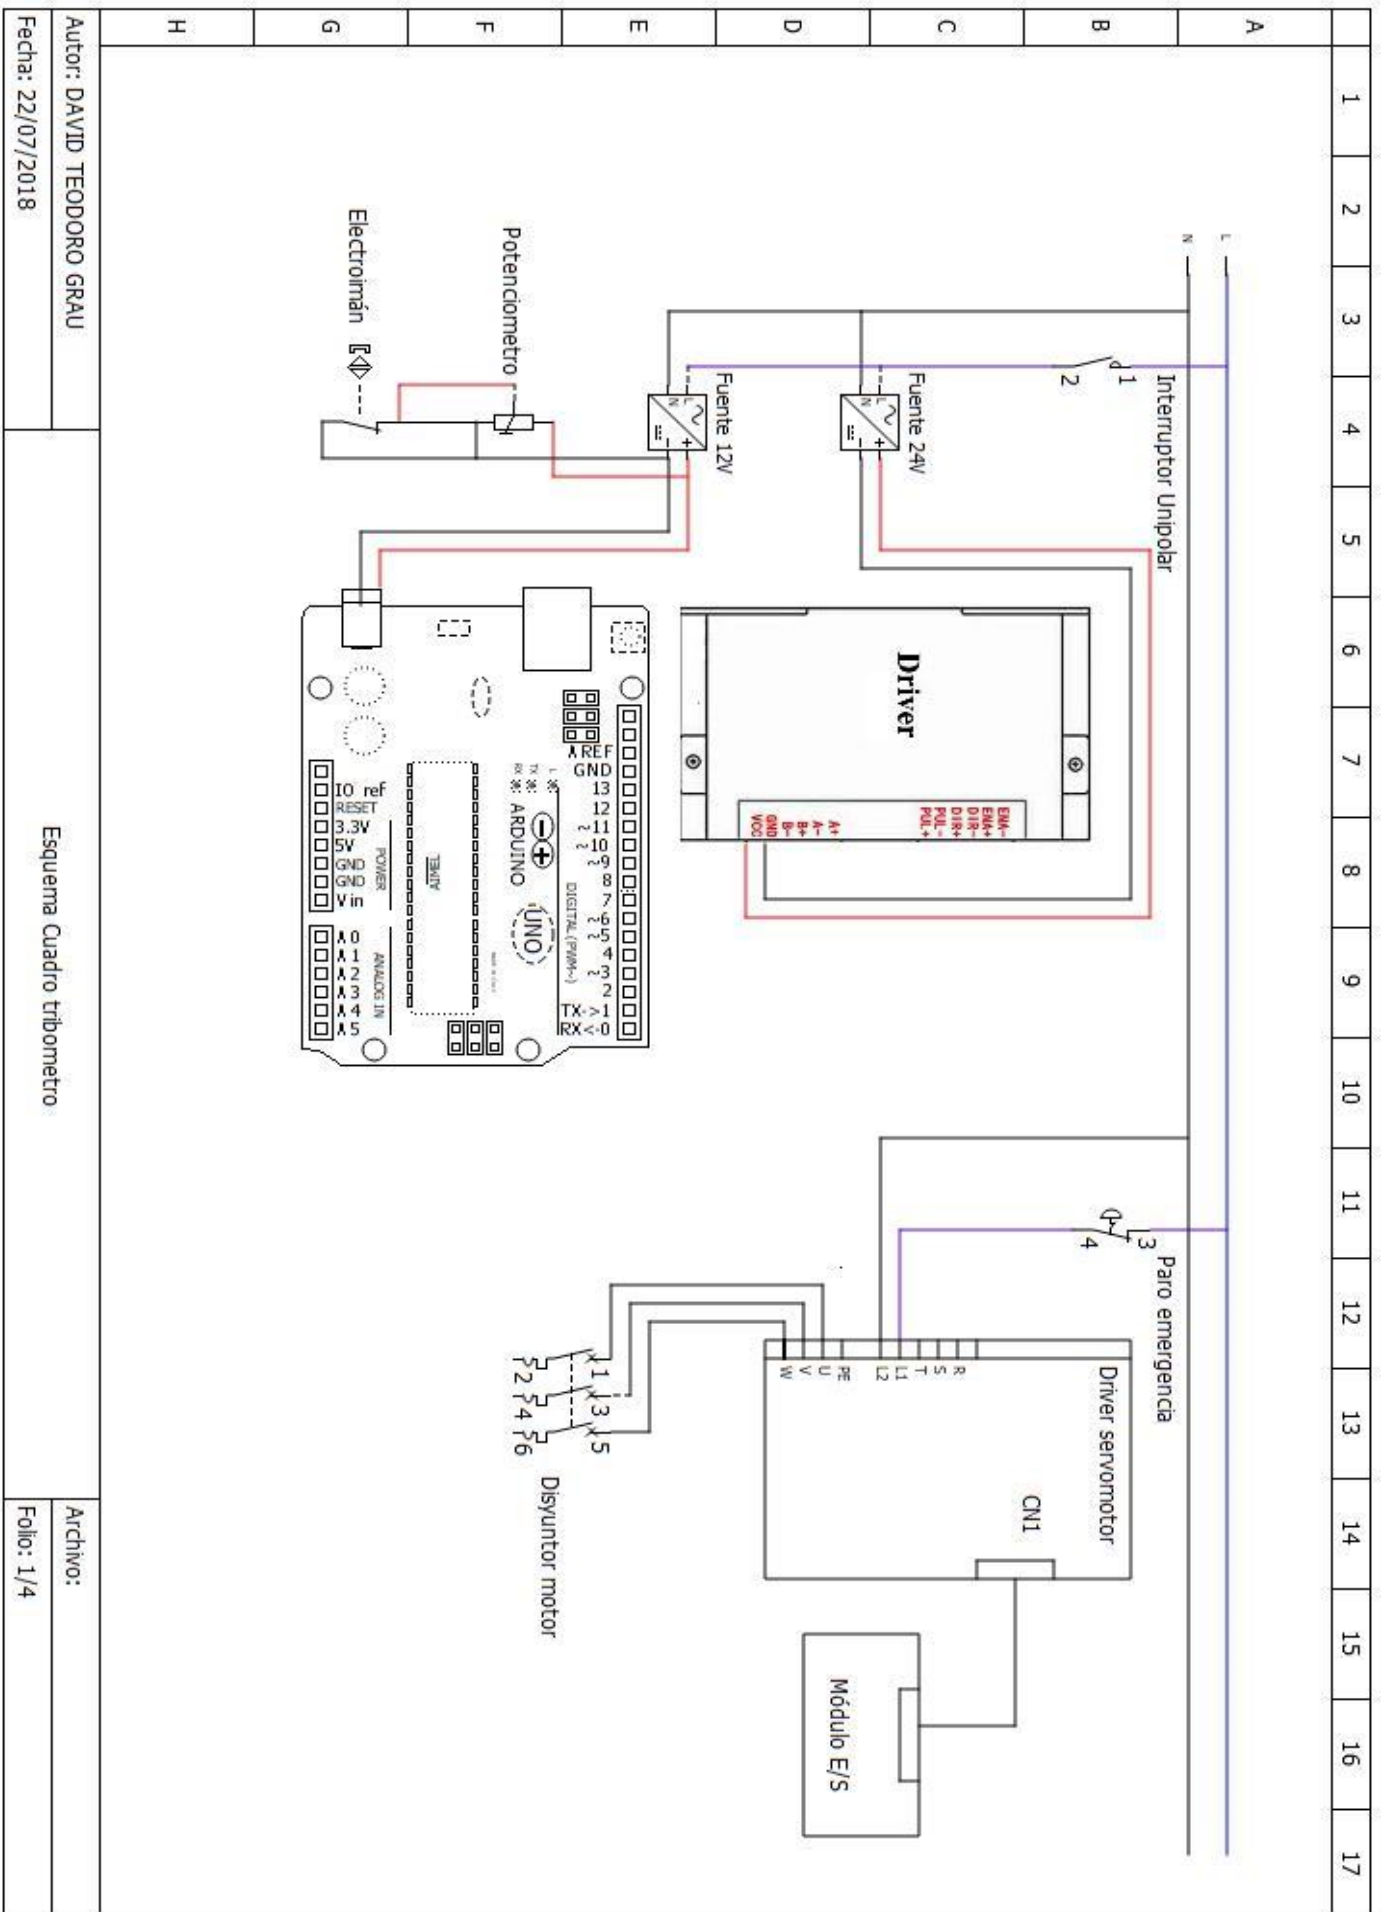 1 2 3 4 5 6 7 8 9 10 11 12 13 14 15 16 17
A
B
C
D
E
F
G
H
L
N
Interruptor Unipolar
1
2
Fuente 24V
L
N
+
-
Fuente 12V
L
N
+
-
Potenciometro
Electroimán
Driver
ENA-
ENA+
DIR-
DIR+
PUL-
PUL+
A+
A-
B+
B-
GND
VCC
AREF
GND
13
12
~11
~10
~9
8
7
~6
~5
4
~3
2
TX->1
RX<-0
DIGITAL (PWM~)
L
TX
RX
ARDUINO
UNO
ATMEL
IO ref
RESET
3.3V
5V
GND
GND
Vin
POWER
A0
A1
A2
A3
A4
A5
ANALOG IN
Paro emergencia
3
4
Driver servomotor
R
S
T
L1
L2
PE
U
V
W
CN1
Módulo E/S
1 3 5
2 4 6
Disyuntor motor
Autor: DAVID TEODORO GRAU
Fecha: 22/07/2018
Esquema Cuadro tribometro
Archivo:
Folio: 1/4